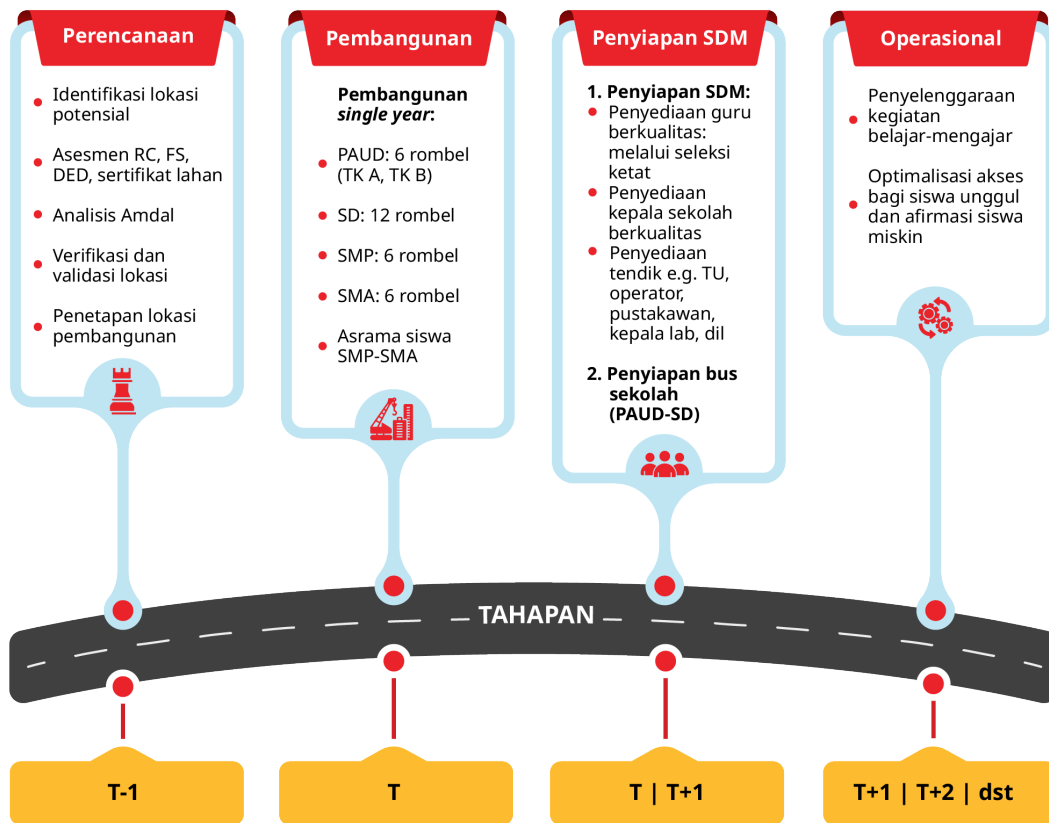 Perencanaan
Identifikasi lokasi
potensial
Asesmen RC, FS,
DED, sertifikat lahan
Analisis Amdal
Verifikasi dan
validasi lokasi
Penetapan lokasi
pembangunan
Pembangunan
Pembangunan
single year:
PAUD: 6 rombel
(TK A, TK B)
SD: 12 rombel
SMP: 6 rombel
SMA: 6 rombel
Asrama siswa
SMP-SMA
Penyiapan SDM
1. Penyiapan SDM:
Penyediaan guru
berkualitas:
melalui seleksi
ketat
Penyediaan
kepala sekolah
berkualitas
Penyediaan
tendik e.g. TU,
operator,
pustakawan,
kepala lab, dil
2. Penyiapan bus
sekolah
(PAUD-SD)
Operasional
Penyelenggaraan
kegiatan
belajar-mengajar
Optimalisasi akses
bagi siswa unggul
dan afirmasi siswa
miskin
TAHAPAN
T-1
T
T | T+1
T+1 | T+2 | dst